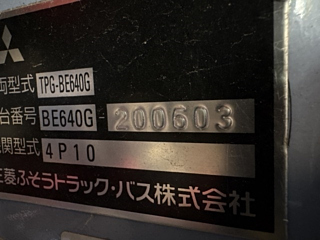 両型式 TPG-BE640G
台番号 BE640G-200603
関型式 4P10
三菱ふそうトラック・バス株式会社